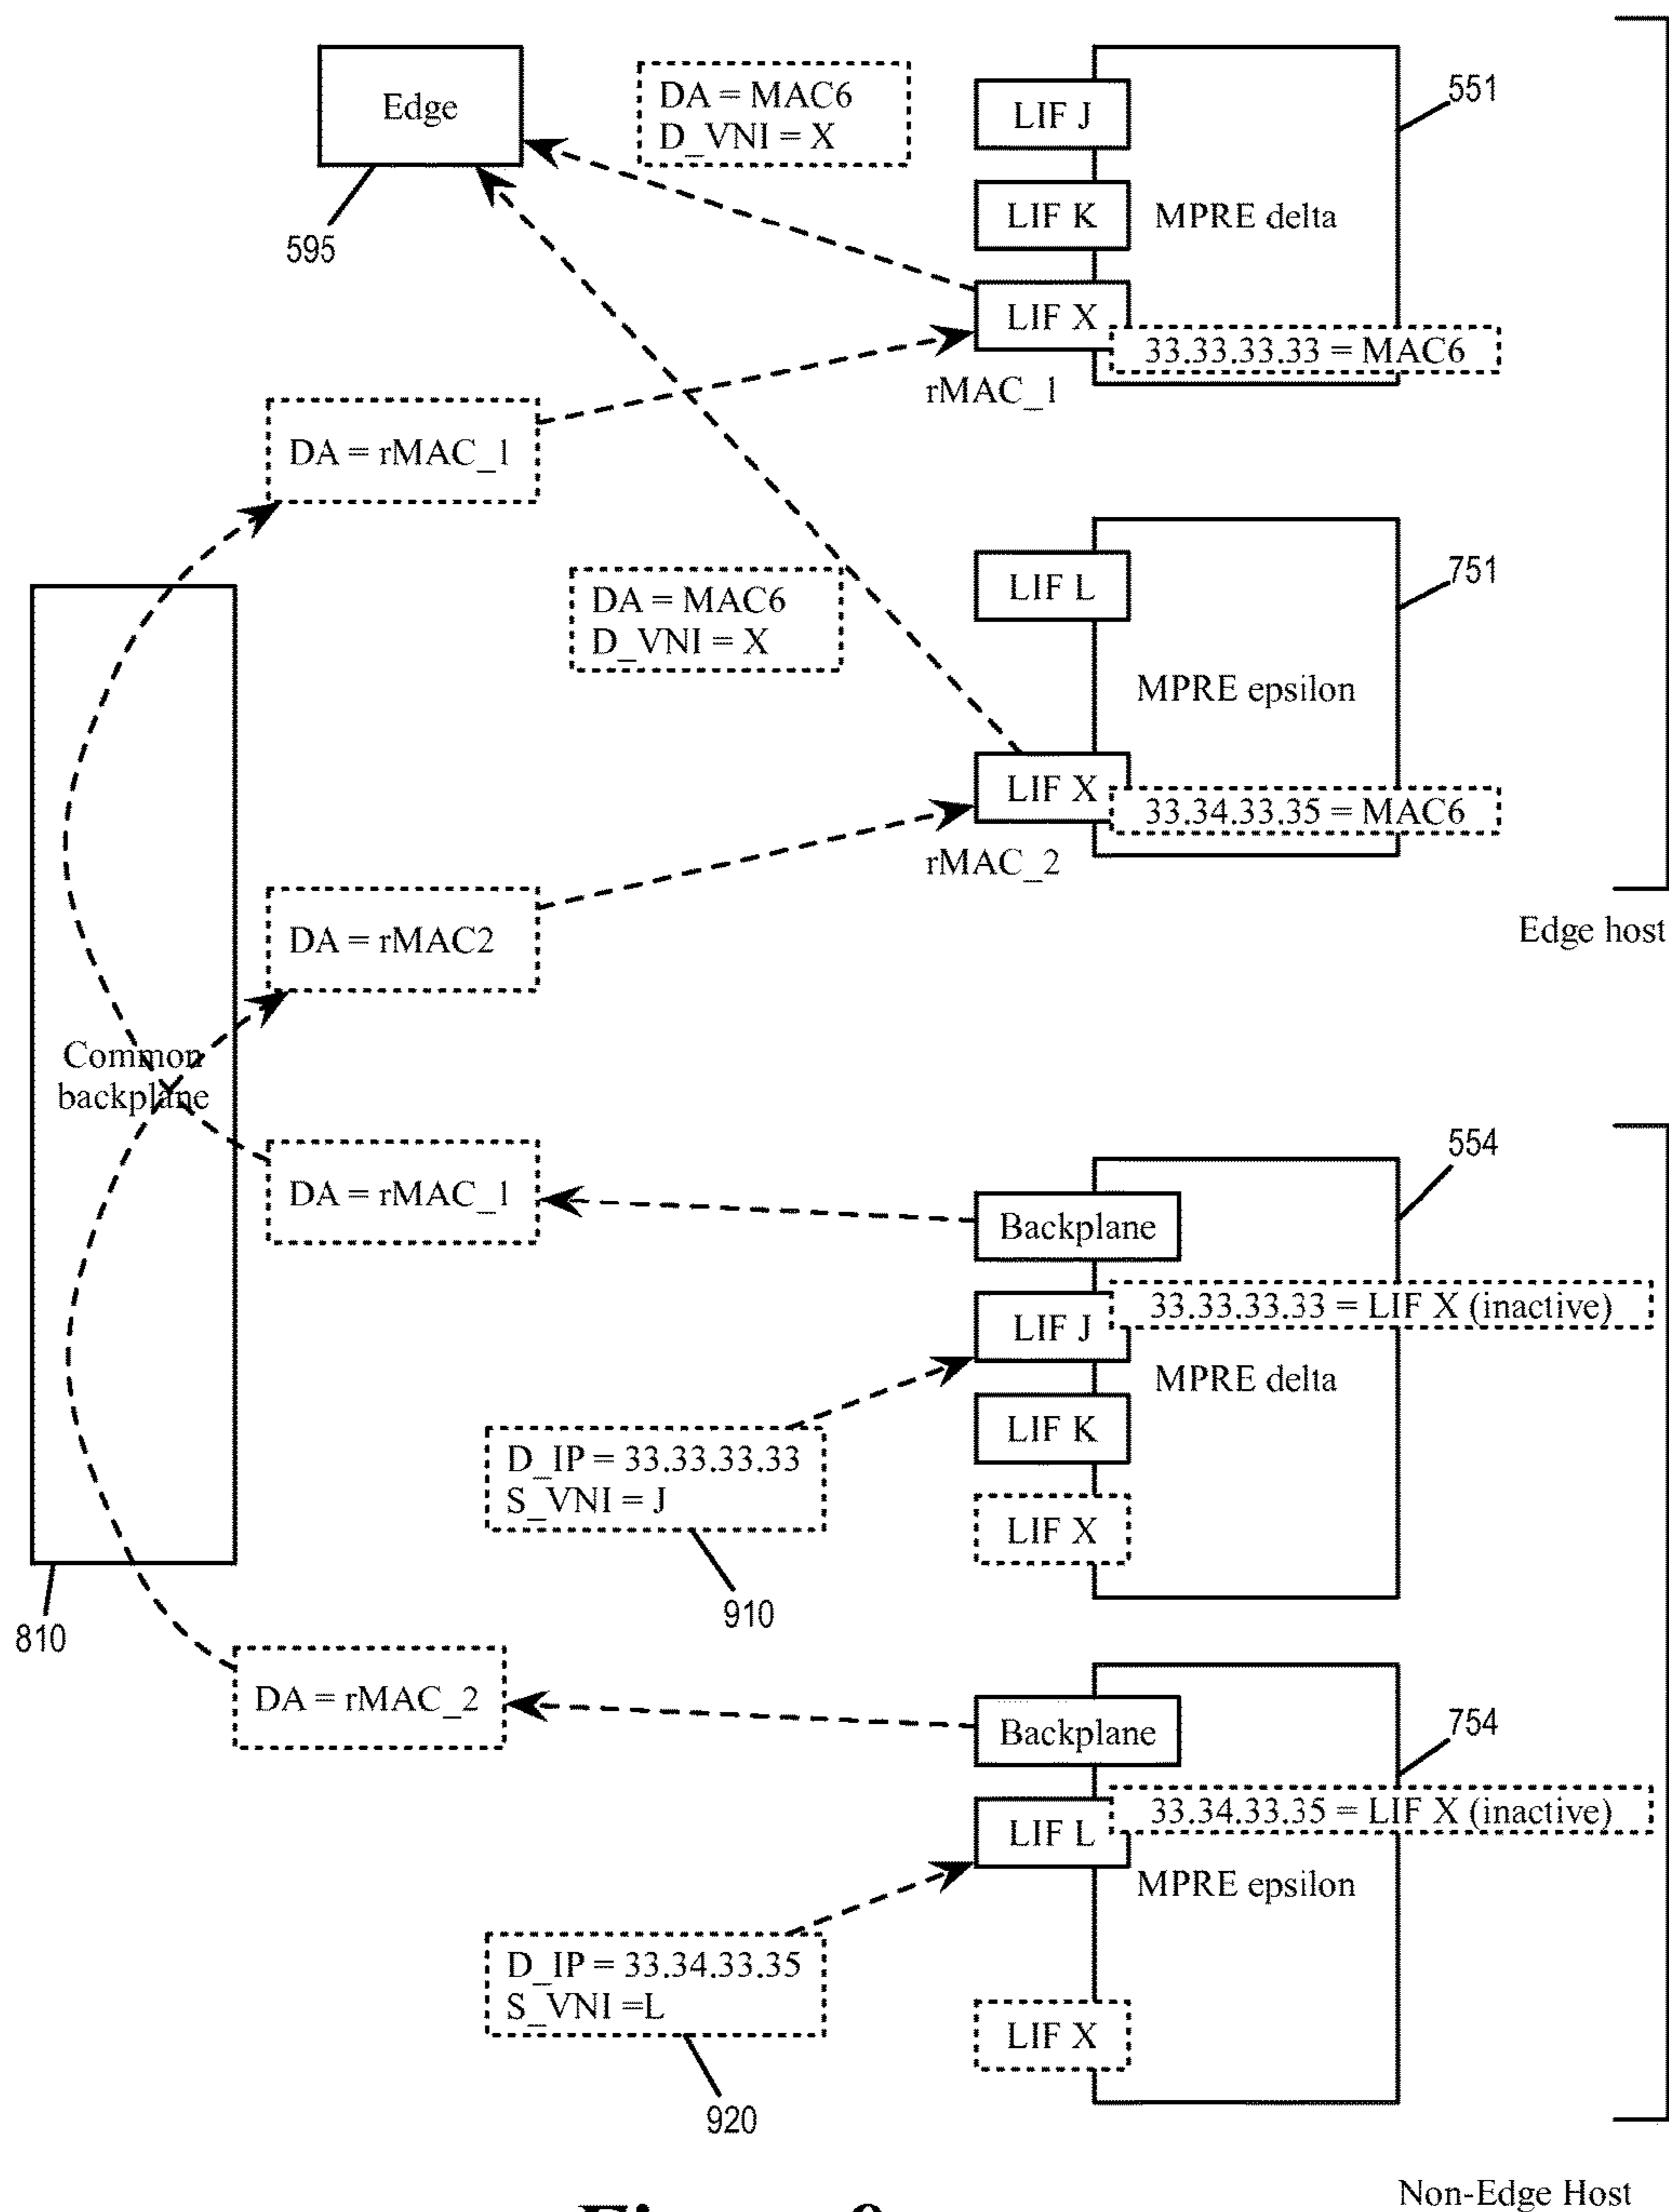 Edge
595
DA = MAC6
D_VNI = X
LIF J
LIF K
LIF X
MPRE delta
551
33.33.33.33 = MAC6
rMAC_1
DA = rMAC_1
DA = MAC6
D_VNI = X
LIF L
MPRE epsilon
751
LIF X
33.34.33.35 = MAC6
rMAC_2
DA = rMAC2
Edge host
Common
backplane
810
DA = rMAC_1
Backplane
554
33.33.33.33 = LIF X (inactive)
LIF J
MPRE delta
LIF K
LIF X
D_IP = 33.33.33.33
S_VNI = J
910
DA = rMAC_2
Backplane
754
33.34.33.35 = LIF X (inactive)
LIF L
MPRE epsilon
LIF X
D_IP = 33.34.33.35
S_VNI =L
920
Non-Edge Host